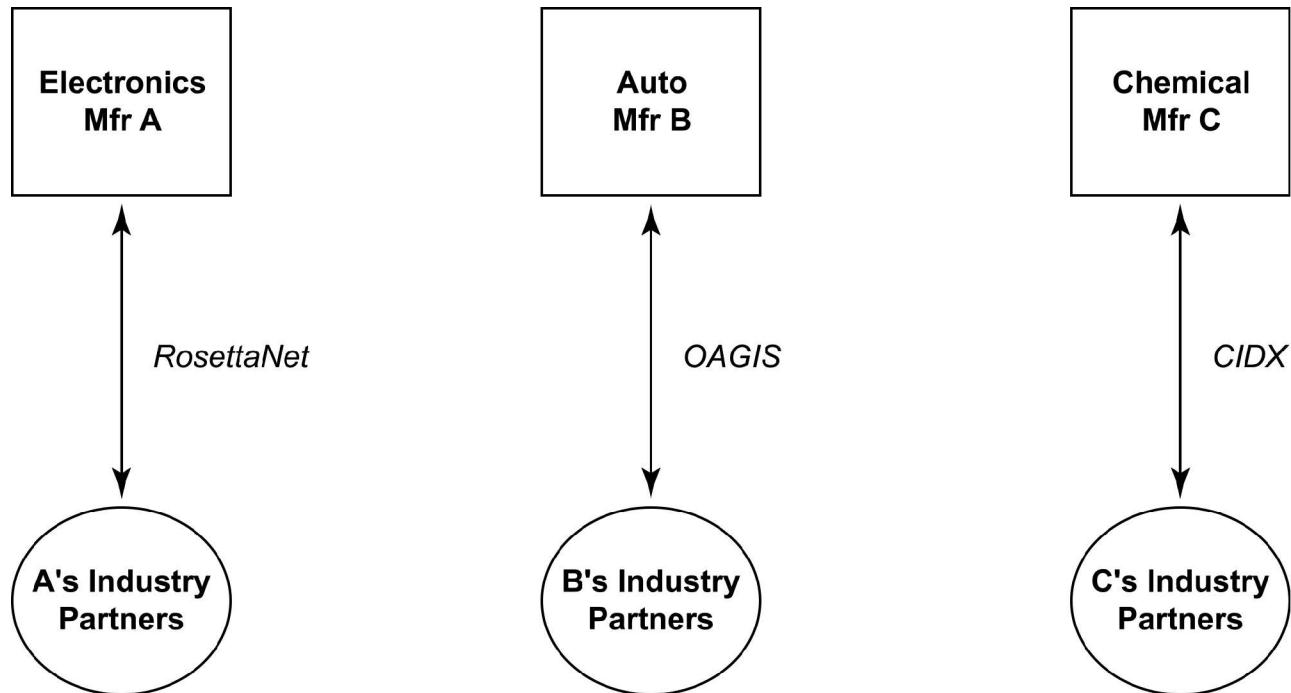 Electronics
Mfr A
Auto
Mfr B
Chemical
Mfr C
RosettaNet
OAGIS
CIDX
A's Industry
Partners
B's Industry
Partners
C's Industry
Partners